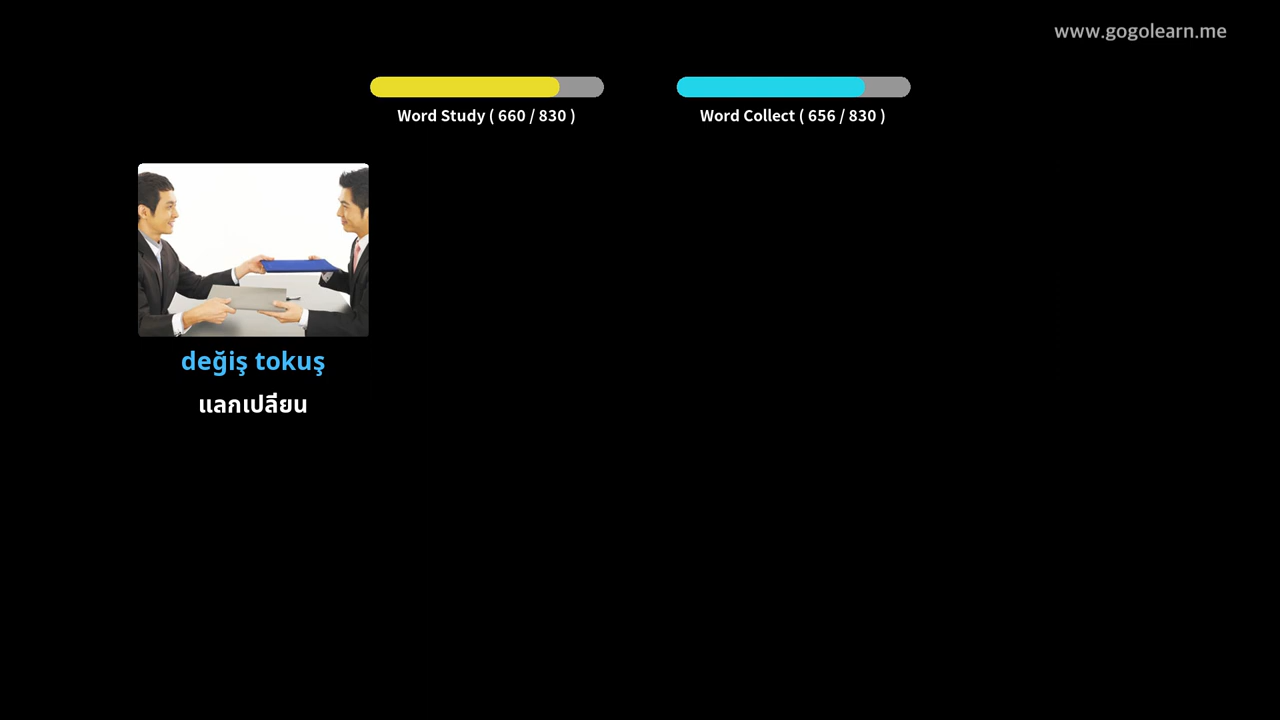 www.gogolearn.me
Word Study ( 660 / 830 )
Word Collect ( 656 / 830 )
değiş tokuş
แลกเปลี่ยน